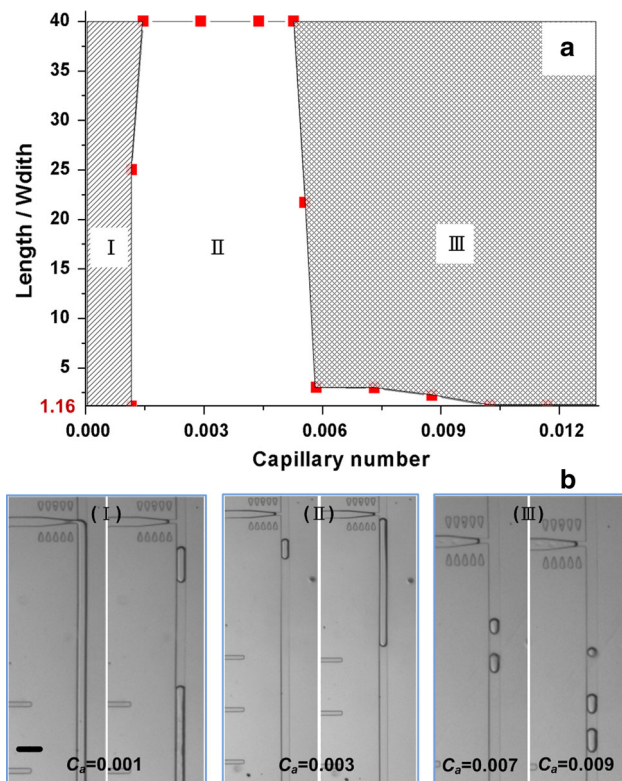 40
a
35
30
25
20
Ⅰ
Ⅱ
Ⅲ
15
10
5
1.16
Length / Wdith
0.000
0.003
0.006
0.009
0.012
Capillary number
b
(Ⅰ)
(Ⅱ)
(Ⅲ)
Ca=0.001
Ca=0.003
Ca=0.007
Ca=0.009